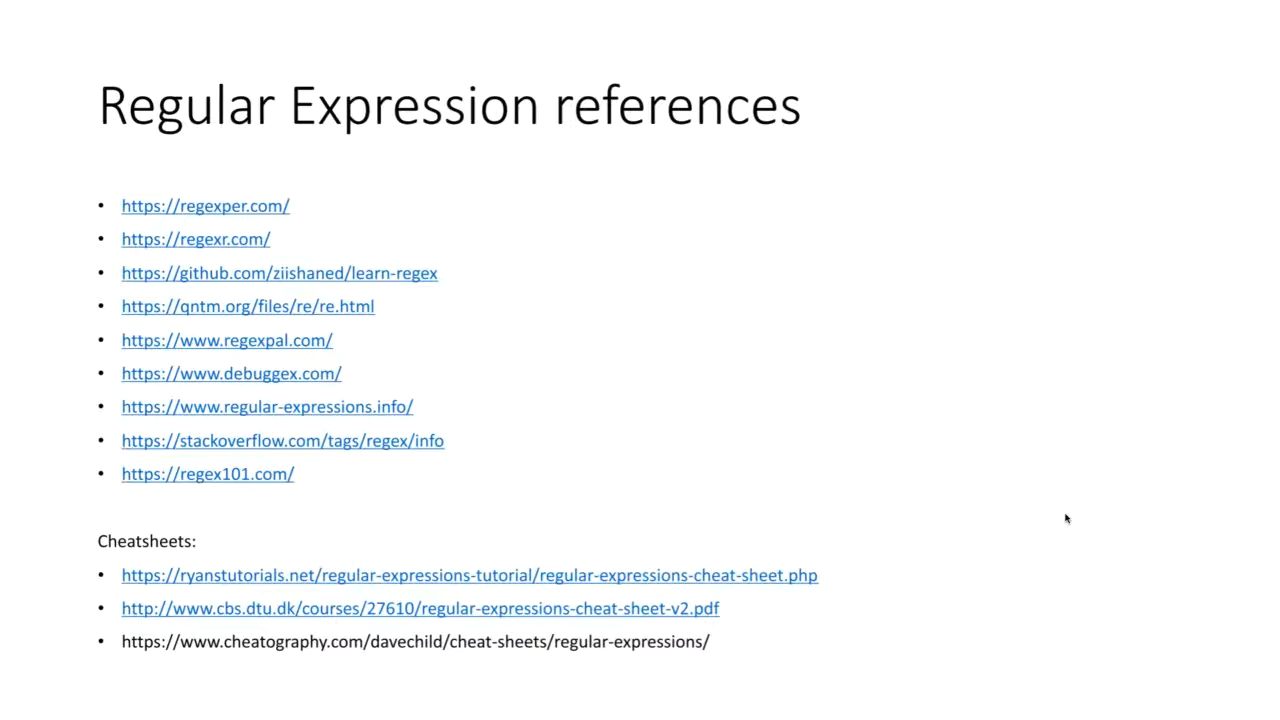 Regular Expression references
• https://regexper.com/
• https://regexr.com/
• https://github.com/ziishaned/learn-regex
• https://qntm.org/files/re/re.html
• https://www.regexpal.com/
• https://www.debuggex.com/
• https://www.regular-expressions.info/
• https://stackoverflow.com/tags/regex/info
• https://regex101.com/
Cheatsheets:
• https://ryanstutorials.net/regular-expressions-tutorial/regular-expressions-cheat-sheet.php
• http://www.cbs.dtu.dk/courses/27610/regular-expressions-cheat-sheet-v2.pdf
• https://www.cheatography.com/davechild/cheat-sheets/regular-expressions/